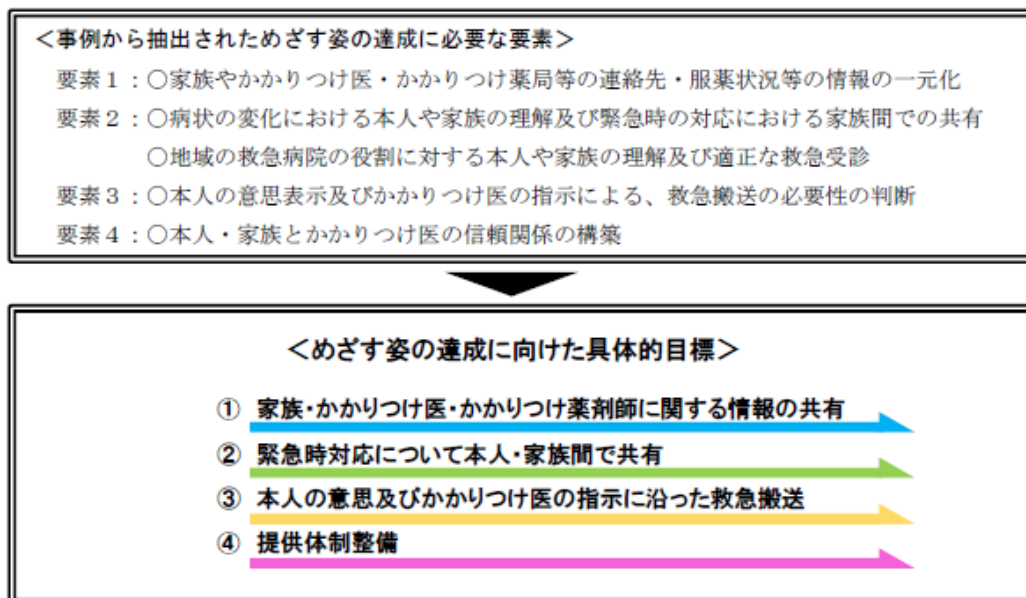 ＜事例から抽出されためざす姿の達成に必要な要素＞
要素１：○家族やかかりつけ医・かかりつけ薬局等の連絡先・服薬状況等の情報の一元化
要素２：○病状の変化における本人や家族の理解及び緊急時の対応における家族間での共有
○地域の救急病院の役割に対する本人や家族の理解及び適正な救急受診
要素３：○本人の意思表示及びかかりつけ医の指示による、救急搬送の必要性の判断
要素４：○本人・家族とかかりつけ医の信頼関係の構築
＜めざす姿の達成に向けた具体的目標＞
① 家族・かかりつけ医・かかりつけ薬剤師に関する情報の共有
② 緊急時対応について本人・家族間で共有
③ 本人の意思及びかかりつけ医の指示に沿った救急搬送
④ 提供体制整備